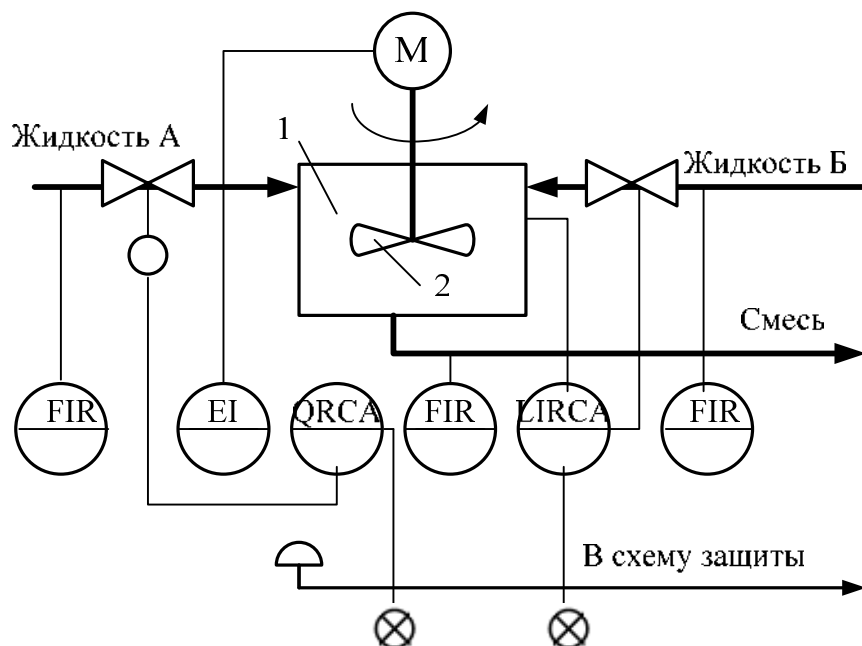 M
1
Жидкость А
Жидкость Б
2
Смесь
FIR
EI
QRCA
FIR
LIRCA
FIR
В схему защиты